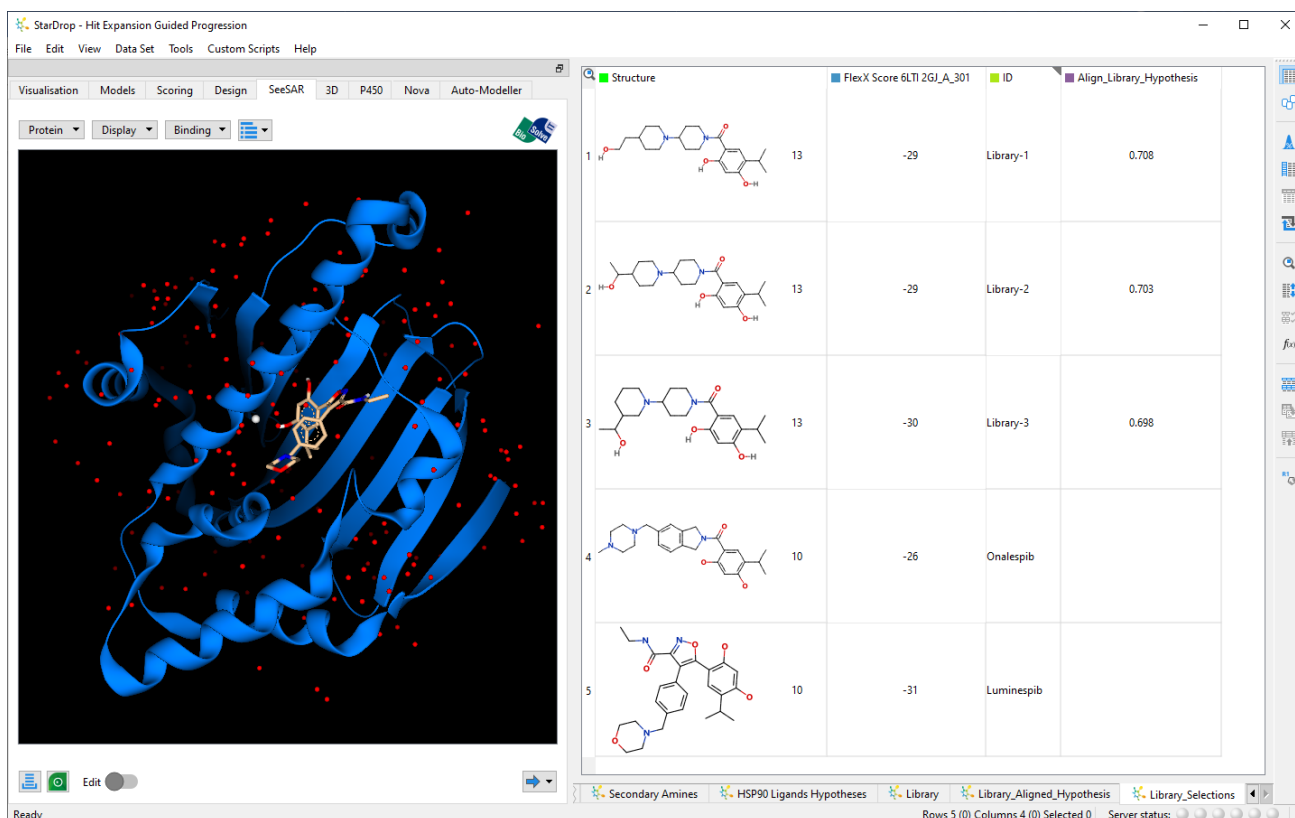 StarDrop - Hit Expansion Guided Progression
File Edit View Data Set Tools Custom Scripts Help
Visualisation Models Scoring Design SeeSAR 3D P450 Nova Auto-Modeller
Protein Display Binding
Bio Solve IT
Structure FlexX Score 6LTI 2GJ_A_301 ID Align_Library_Hypothesis
1 13 -29 Library-1 0.708
H O N N O O H O-H
2 13 -29 Library-2 0.703
H-O N N O H O O-H
3 13 -30 Library-3 0.698
N N O O H O H O-H
4 10 -26 Onalespib
N N N O O O
5 10 -31 Luminespib
N N O O O O N O
f(x)
R1
Edit
Secondary Amines HSP90 Ligands Hypotheses Library Library_Aligned_Hypothesis Library_Selections
Ready Rows 5 (0) Columns 4 (0) Selected 0 Server status: